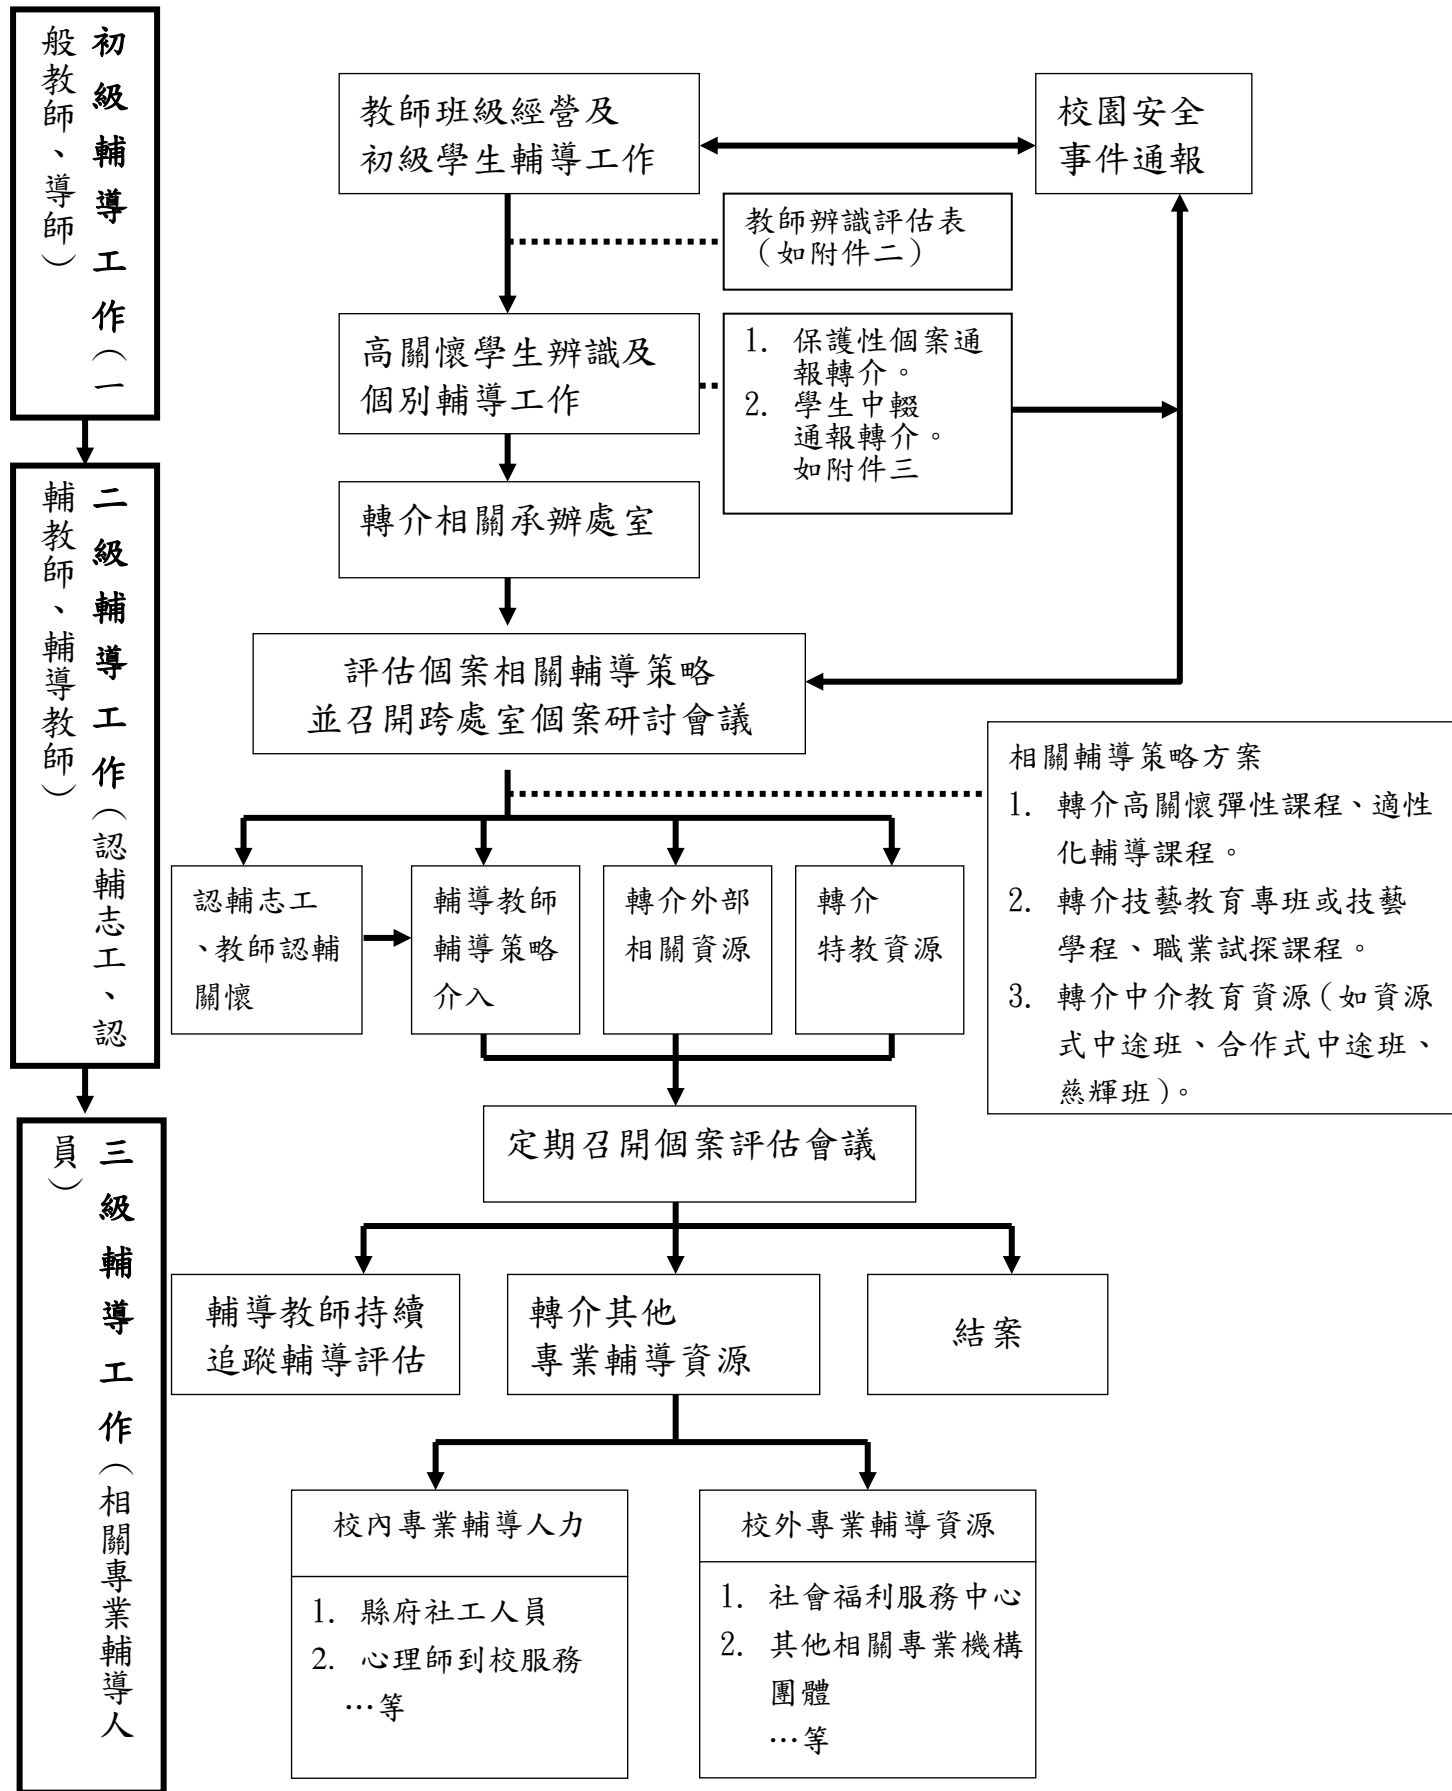 初級輔導工作（一
般教師、導師）
教師班級經營及
初級學生輔導工作
校園安全
事件通報
教師辨識評估表
（如附件二）
高關懷學生辨識及
個別輔導工作
1. 保護性個案通
報轉介。
2. 學生中輟
通報轉介。
如附件三
二級輔導工作（認輔志工、認
輔教師、輔導教師）
轉介相關承辦處室
評估個案相關輔導策略
並召開跨處室個案研討會議
相關輔導策略方案
1. 轉介高關懷彈性課程、適性
化輔導課程。
2. 轉介技藝教育專班或技藝
學程、職業試探課程。
3. 轉介中介教育資源（如資源
式中途班、合作式中途班、
慈輝班）。
認輔志工
、教師認輔
關懷
輔導教師
輔導策略
介入
轉介外部
相關資源
轉介
特教資源
三級輔導工作（相關專業輔導人
員）
定期召開個案評估會議
輔導教師持續
追蹤輔導評估
轉介其他
專業輔導資源
結案
校內專業輔導人力
1. 縣府社工人員
2. 心理師到校服務
…等
校外專業輔導資源
1. 社會福利服務中心
2. 其他相關專業機構
團體
…等